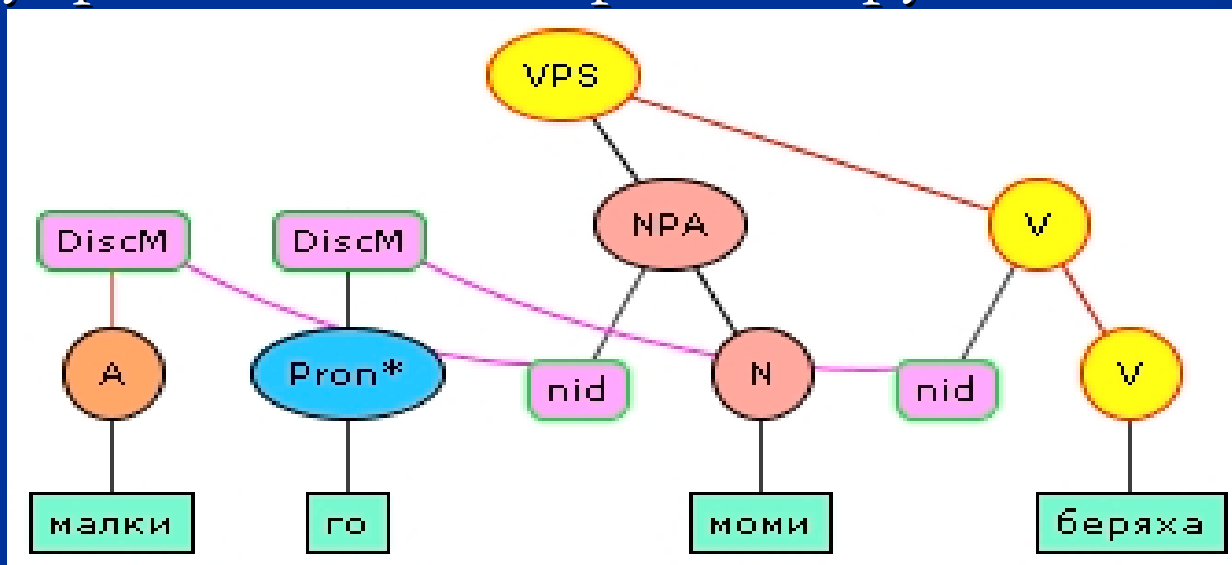 VPS
DiscM DiscM NPA V
A Pron* nid N nid V
малки го моми беряха